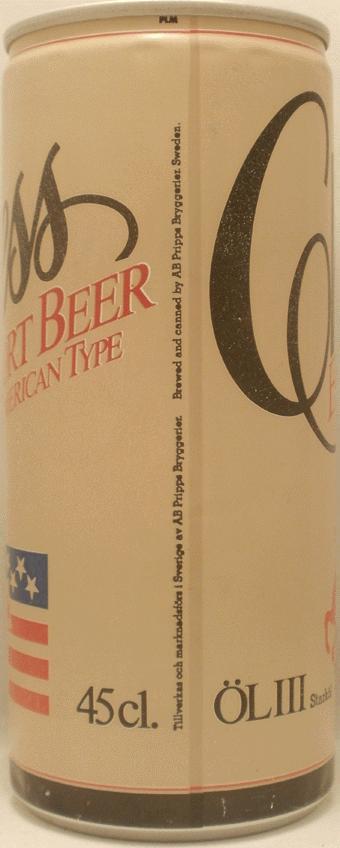 PLM
ss
RT BEER
ERICAN TYPE
45 cl.
Tillverkas och marknadsförs i Sverige av AB Pripps Bryggerier. Brewed and canned by AB Pripps Bryggerier. Sweden.
ÖL III